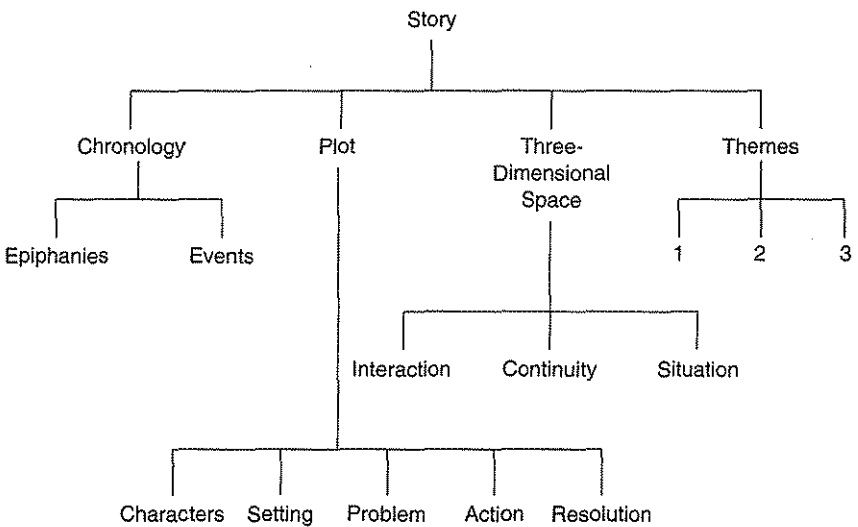 Story
Chronology
Plot
Three-
Dimensional
Space
Themes
Epiphanies
Events
1
2
3
Interaction
Continuity
Situation
Characters
Setting
Problem
Action
Resolution